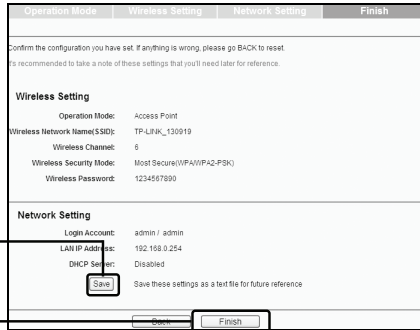 Operation Mode Wireless Setting Network Setting Finish
Confirm the configuration you have set. If anything is wrong, please go BACK to reset.
It's recommended to take a note of these settings that you'll need later for reference.
Wireless Setting
Operation Mode: Access Point
Wireless Network Name(SSID): TP-LINK_130919
Wireless Channel: 6
Wireless Security Mode: Most Secure(WPA/WPA2-PSK)
Wireless Password: 1234567890
Network Setting
Login Account: admin / admin
LAN IP Address: 192.168.0.254
DHCP Server: Disabled
Save Save these settings as a text file for future reference
Back Finish